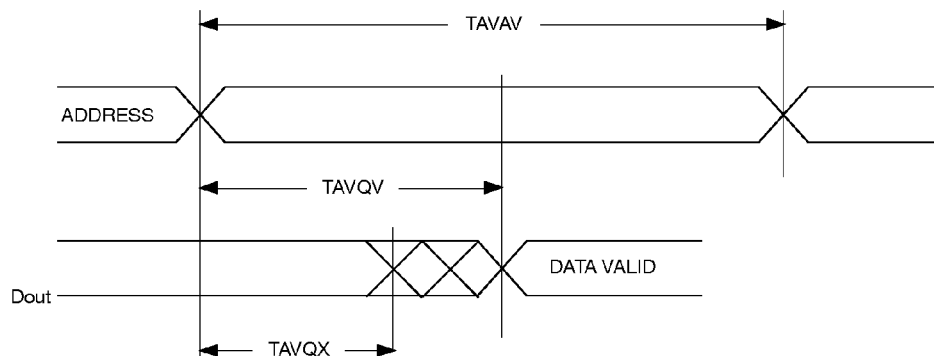 TAVAV
ADDRESS
TAVQV
DATA VALID
Dout
TAVQX